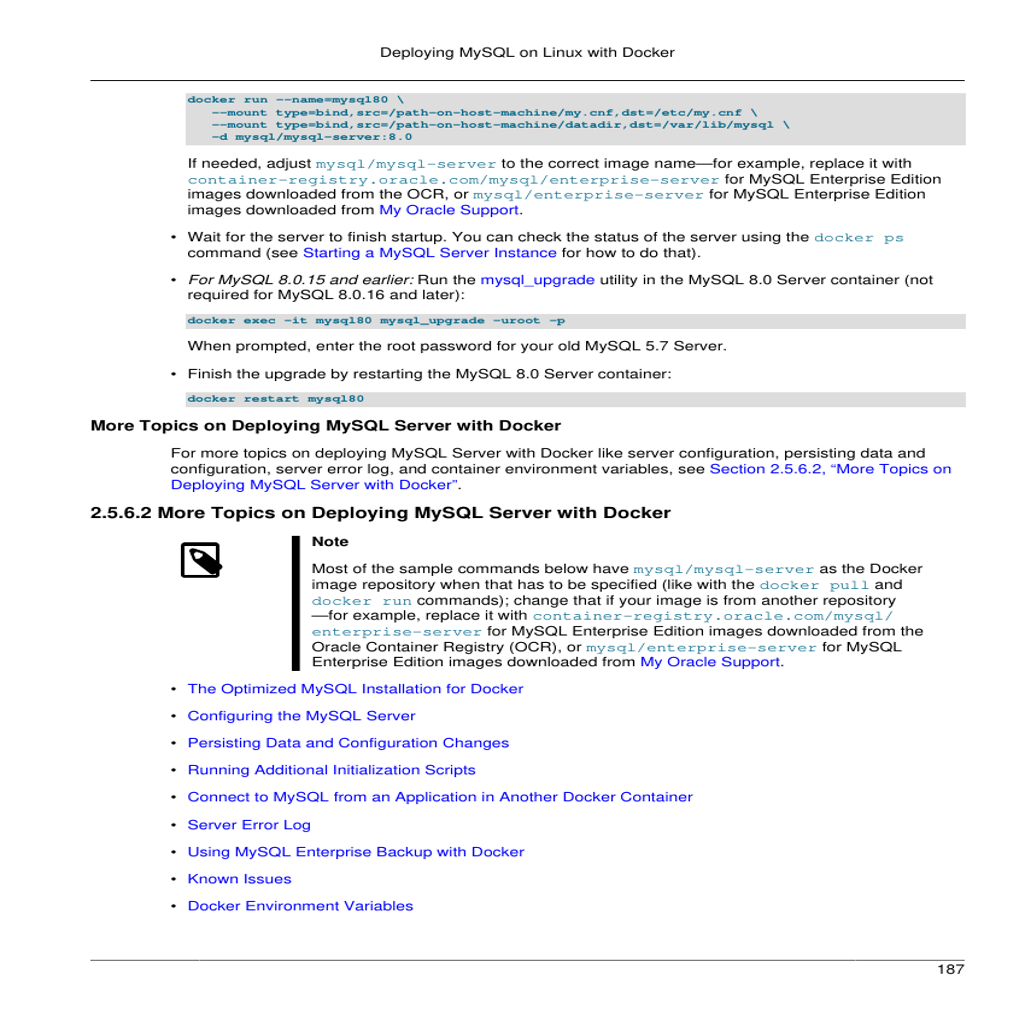 Deploying MySQL on Linux with Docker
docker run --name=mysql80 \
   --mount type=bind,src=/path-on-host-machine/my.cnf,dst=/etc/my.cnf \
   --mount type=bind,src=/path-on-host-machine/datadir,dst=/var/lib/mysql \
   -d mysql/mysql-server:8.0
If needed, adjust mysql/mysql-server to the correct image name—for example, replace it with
container-registry.oracle.com/mysql/enterprise-server for MySQL Enterprise Edition
images downloaded from the OCR, or mysql/enterprise-server for MySQL Enterprise Edition
images downloaded from My Oracle Support.
• Wait for the server to finish startup. You can check the status of the server using the docker ps
command (see Starting a MySQL Server Instance for how to do that).
• For MySQL 8.0.15 and earlier: Run the mysql_upgrade utility in the MySQL 8.0 Server container (not
required for MySQL 8.0.16 and later):
docker exec -it mysql80 mysql_upgrade -uroot -p
When prompted, enter the root password for your old MySQL 5.7 Server.
• Finish the upgrade by restarting the MySQL 8.0 Server container:
docker restart mysql80
More Topics on Deploying MySQL Server with Docker
For more topics on deploying MySQL Server with Docker like server configuration, persisting data and
configuration, server error log, and container environment variables, see Section 2.5.6.2, “More Topics on
Deploying MySQL Server with Docker”.
2.5.6.2 More Topics on Deploying MySQL Server with Docker
Note
Most of the sample commands below have mysql/mysql-server as the Docker
image repository when that has to be specified (like with the docker pull and
docker run commands); change that if your image is from another repository
—for example, replace it with container-registry.oracle.com/mysql/
enterprise-server for MySQL Enterprise Edition images downloaded from the
Oracle Container Registry (OCR), or mysql/enterprise-server for MySQL
Enterprise Edition images downloaded from My Oracle Support.
• The Optimized MySQL Installation for Docker
• Configuring the MySQL Server
• Persisting Data and Configuration Changes
• Running Additional Initialization Scripts
• Connect to MySQL from an Application in Another Docker Container
• Server Error Log
• Using MySQL Enterprise Backup with Docker
• Known Issues
• Docker Environment Variables
187